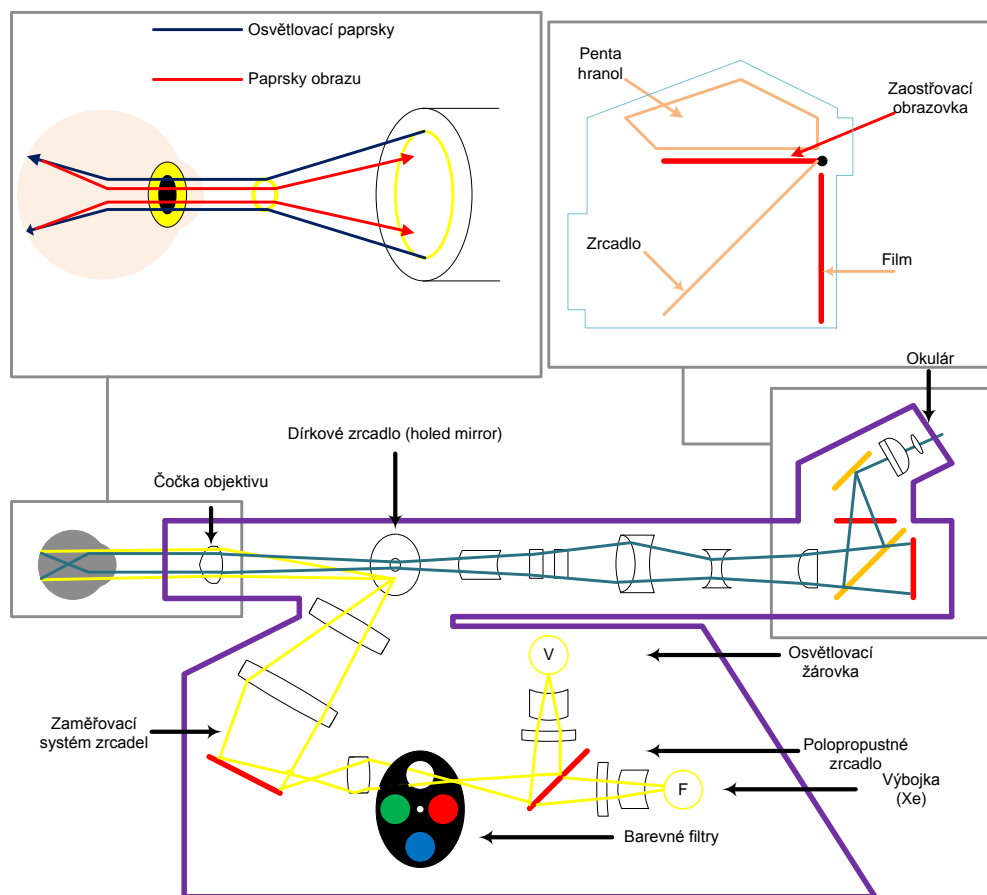 Osvětlovací paprsky
Paprsky obrazu
Penta
hranol
Zaostřovací
obrazovka
Zrcadlo
Film
Okulár
Dírkové zrcadlo (holed mirror)
Čočka objektivu
V
Osvětlovací
žárovka
Zaměřovací
systém zrcadel
Polopropustné
zrcadlo
F
Výbojka
(Xe)
Barevné filtry